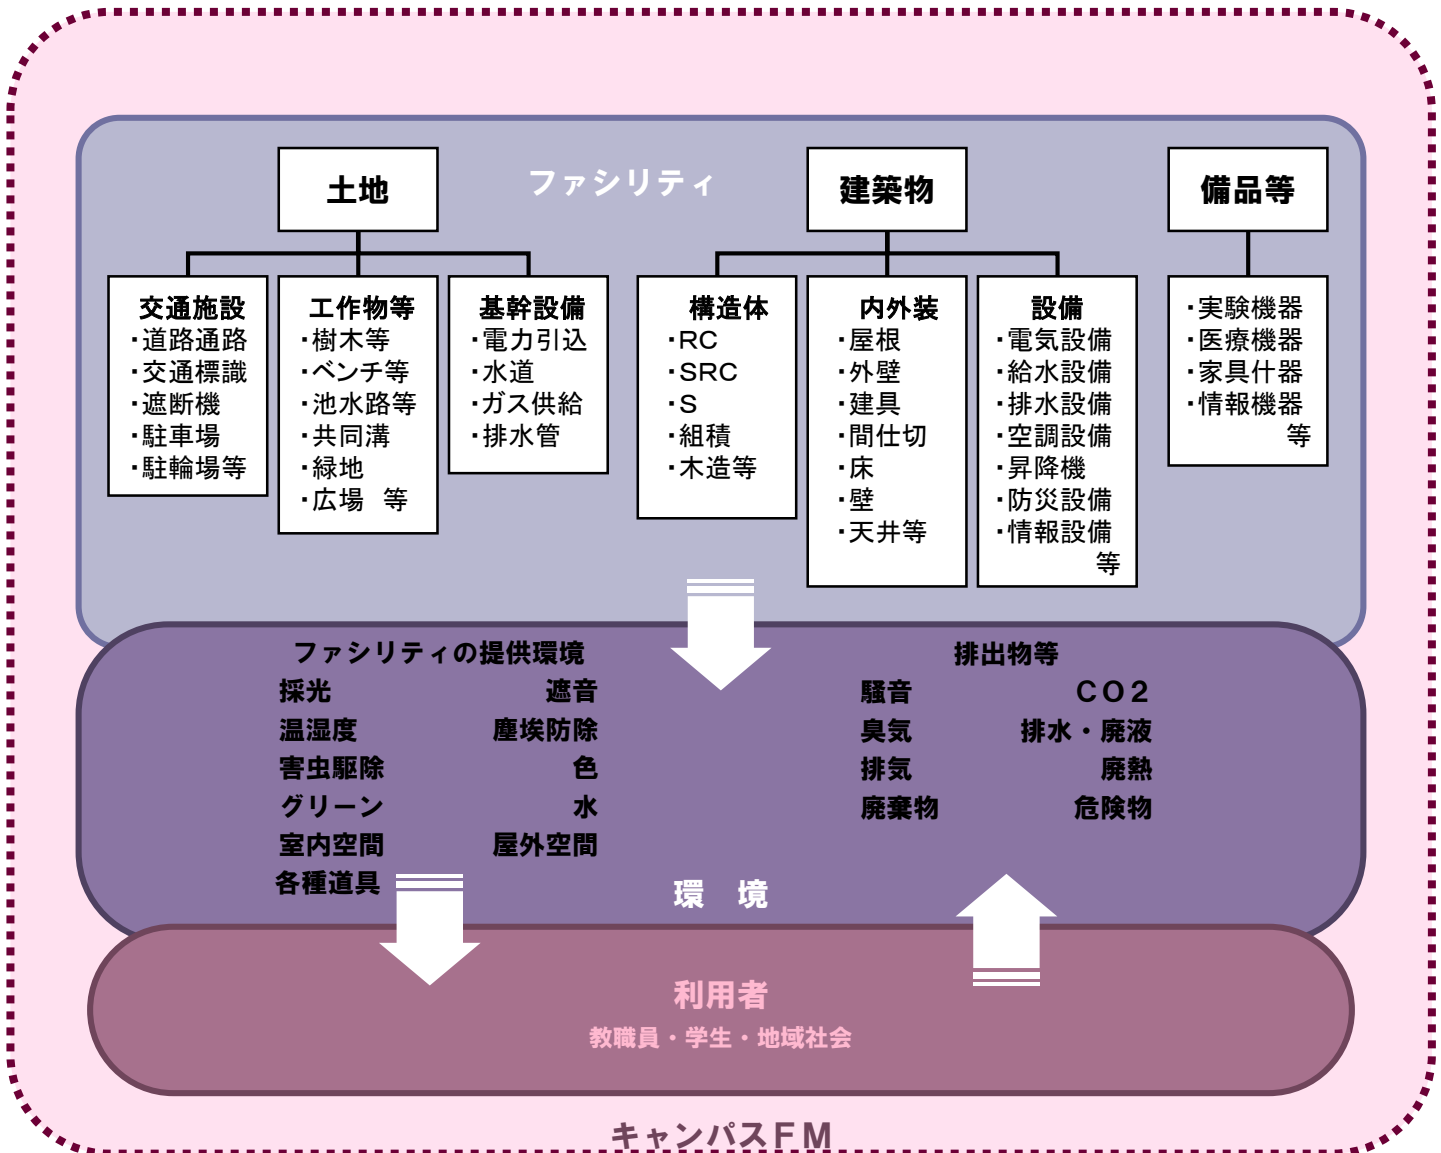 ファシリティ
土地
建築物
備品等
交通施設
・道路通路
・交通標識
・遮断機
・駐車場
・駐輪場等
工作物等
・樹木等
・ベンチ等
・池水路等
・共同溝
・緑地
・広場　等
基幹設備
・電力引込
・水道
・ガス供給
・排水管
構造体
・RC
・SRC
・S
・組積
・木造等
内外装
・屋根
・外壁
・建具
・間仕切
・床
・壁
・天井等
設備
・電気設備
・給水設備
・排水設備
・空調設備
・昇降機
・防災設備
・情報設備
等
・実験機器
・医療機器
・家具什器
・情報機器
等
ファシリティの提供環境
採光　遮音
温湿度　塵埃防除
害虫駆除　色
グリーン　水
室内空間　屋外空間
各種道具
排出物等
騒音　ＣＯ２
臭気　排水・廃液
排気　廃熱
廃棄物　危険物
環　境
利用者
教職員・学生・地域社会
キャンパスＦＭ